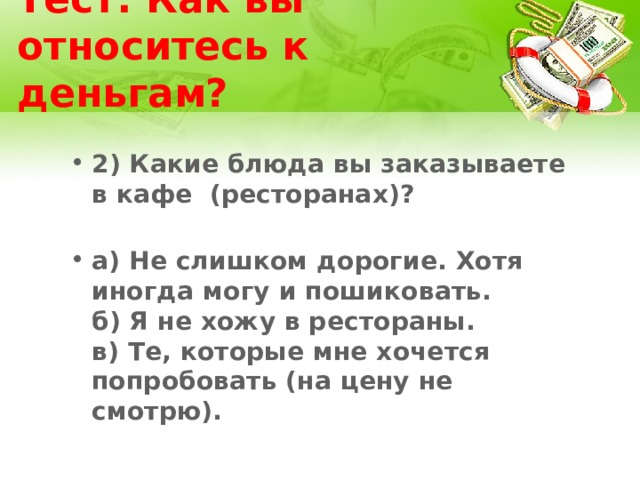 Тест: Как вы
относитесь к
деньгам?
• 2) Какие блюда вы заказываете
в кафе (ресторанах)?
• а) Не слишком дорогие. Хотя
иногда могу и пошиковать.
б) Я не хожу в рестораны.
в) Те, которые мне хочется
попробовать (на цену не
смотрю).
100